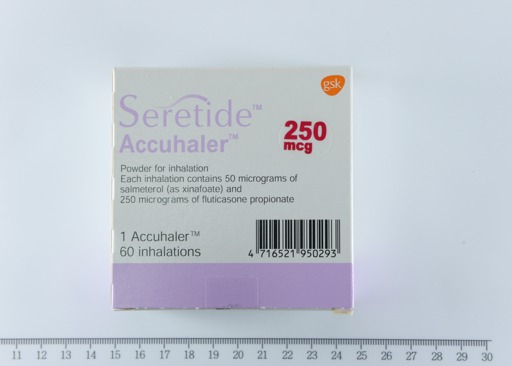 gsk
Seretide™
Accuhaler™
250
mcg
Powder for inhalation
Each inhalation contains 50 micrograms of
salmeterol (as xinafoate) and
250 micrograms of fluticasone propionate
1 Accuhaler™
60 inhalations
4 716521 950293
11 12 13 14 15 16 17 18 19 20 21 22 23 24 25 26 27 28 29 30